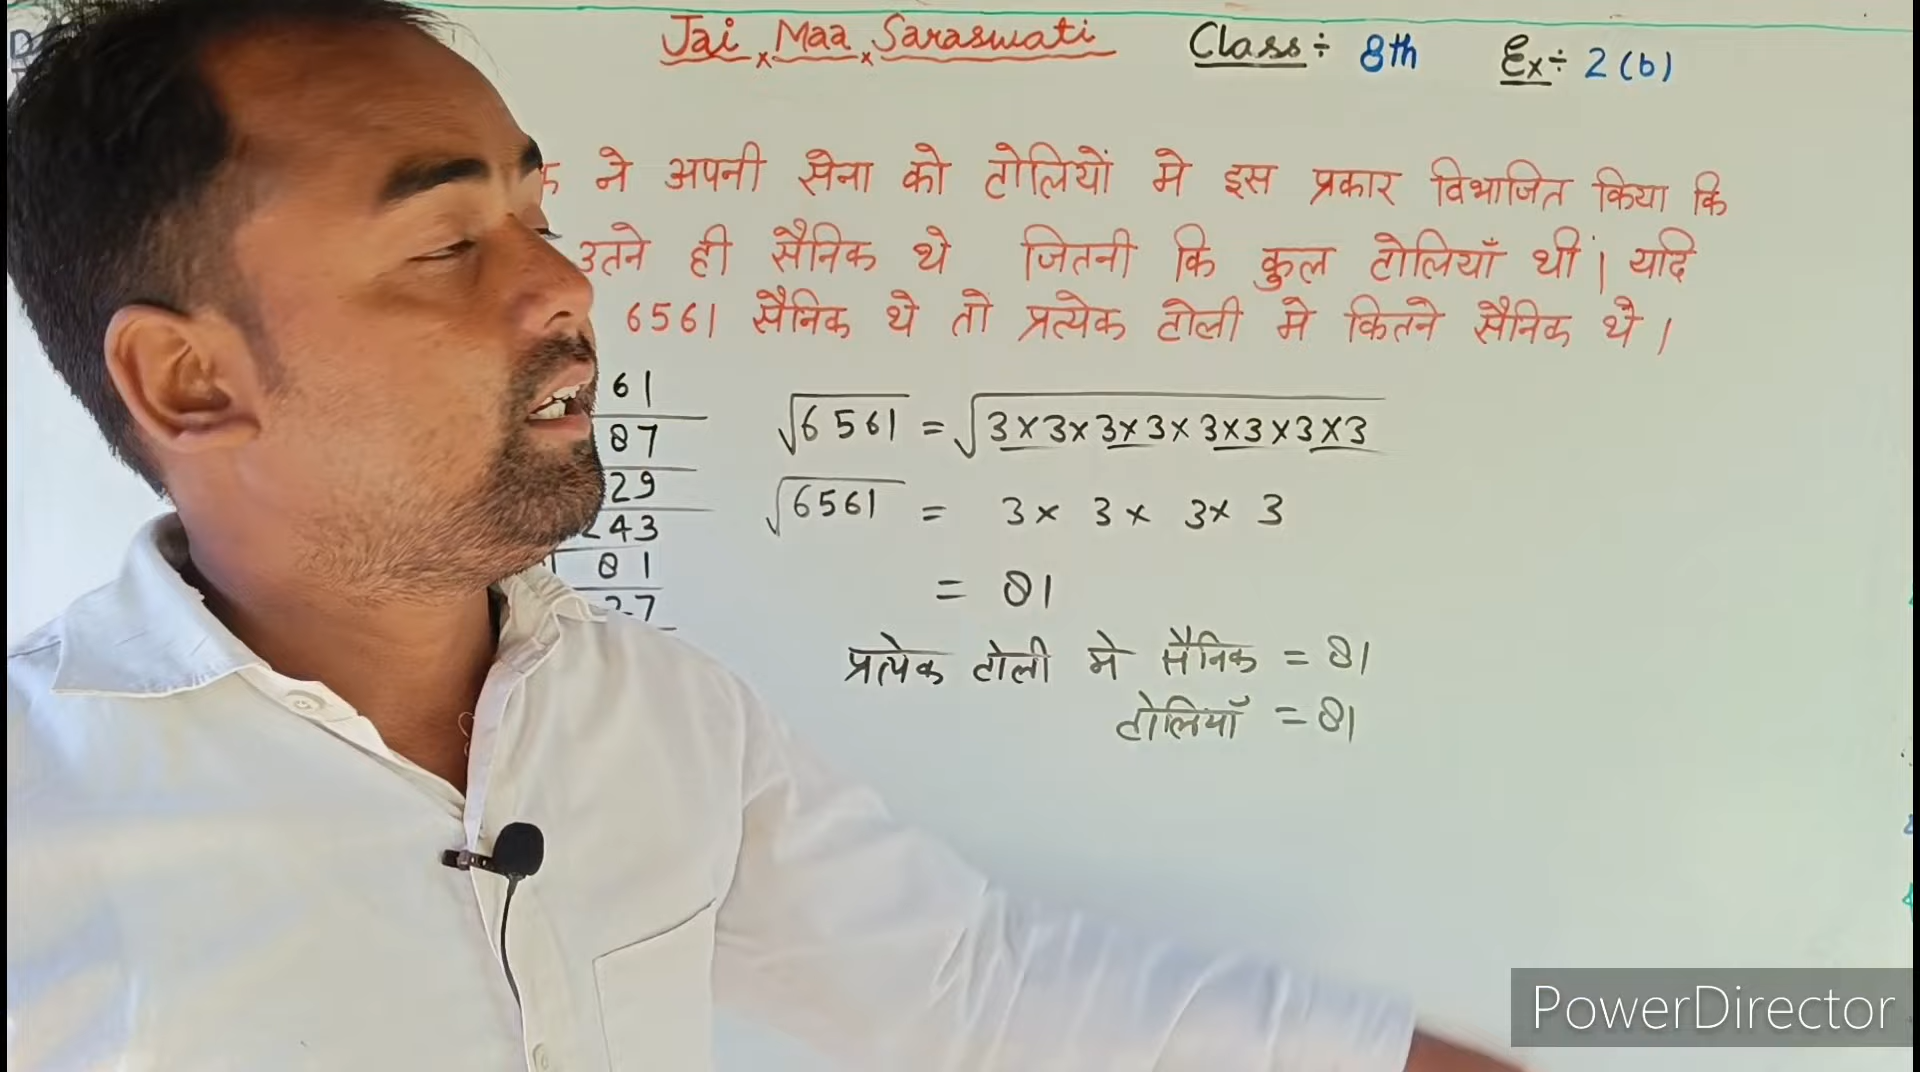 Jai x Maa x Saraswati Class ÷ 8th Ex ÷ 2 (b)
ने अपनी सेना को टोलियों मे इस प्रकार विभाजित किया कि
उतने ही सैनिक थे जितनी कि कुल टोलियाँ थीं। यदि
6561 सैनिक थे तो प्रत्येक टोली मे कितने सैनिक थे।
61
87
29
243
81
27
√6561 = √3×3×3×3×3×3×3×3
√6561 = 3× 3× 3× 3
= 81
प्रत्येक टोली मे सैनिक = 81
टोलियाँ = 81
PowerDirector